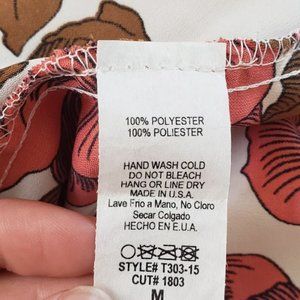 100% POLYESTER
100% POLIESTER
HAND WASH COLD
DO NOT BLEACH
HANG OR LINE DRY
MADE IN U.S.A.
Lave Frio a Mano, No Cloro
Secar Colgado
HECHO EN E.U.A.
STYLE# T303-15
CUT# 1803
M